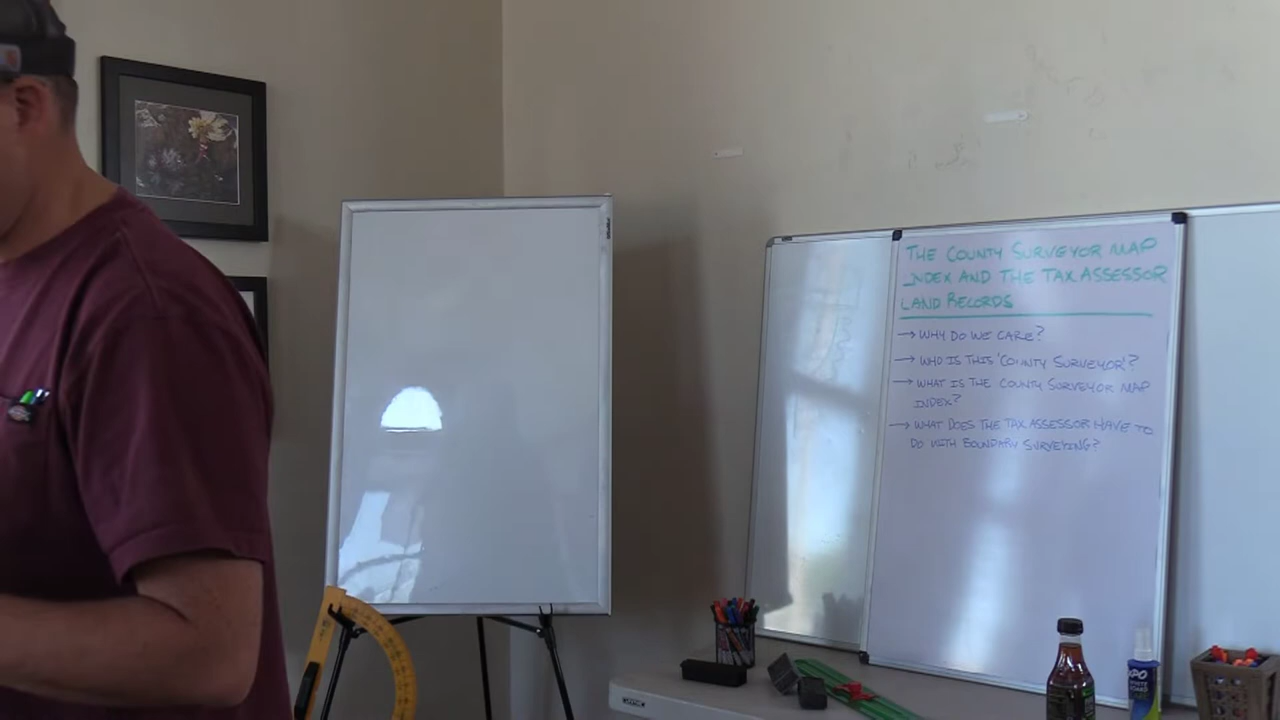 THE COUNTY SURVEYOR MAP
INDEX AND THE TAX ASSESSOR
LAND RECORDS
→ WHY DO WE CARE?
→ WHO IS THIS 'COUNTY SURVEYOR'?
→ WHAT IS THE COUNTY SURVEYOR MAP
INDEX?
→ WHAT DOES THE TAX ASSESSOR HAVE TO
DO WITH BOUNDARY SURVEYING?
EXPO